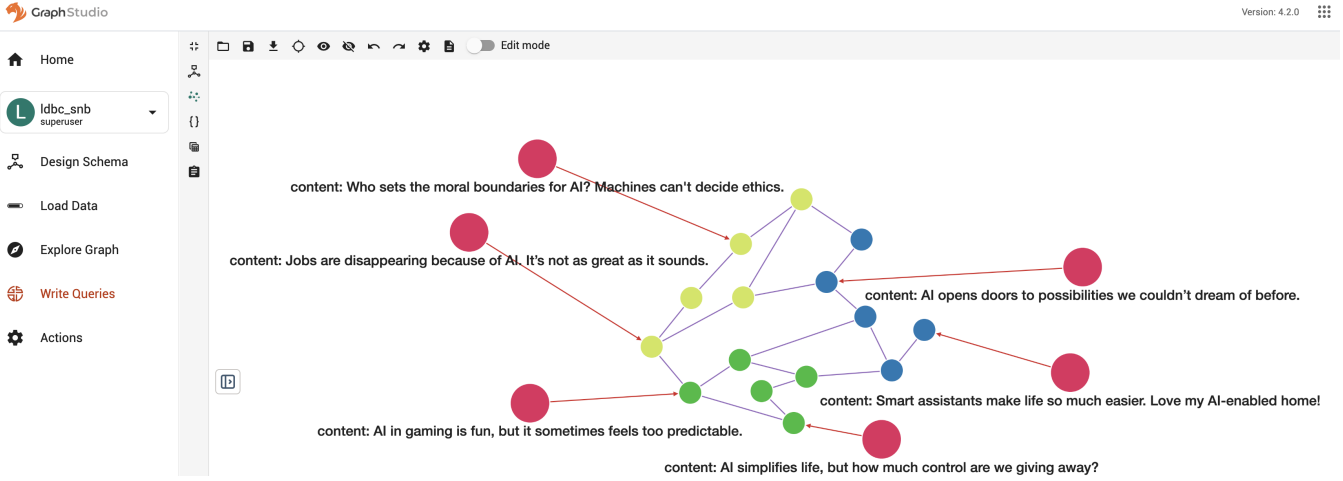 GraphStudio
Version: 4.2.0
Home
Edit mode
L
ldbc_snb
superuser
Design Schema
Load Data
Explore Graph
Write Queries
Actions
content: Who sets the moral boundaries for AI? Machines can't decide ethics.
content: Jobs are disappearing because of AI. It’s not as great as it sounds.
content: AI opens doors to possibilities we couldn’t dream of before.
content: Smart assistants make life so much easier. Love my AI-enabled home!
content: AI in gaming is fun, but it sometimes feels too predictable.
content: AI simplifies life, but how much control are we giving away?